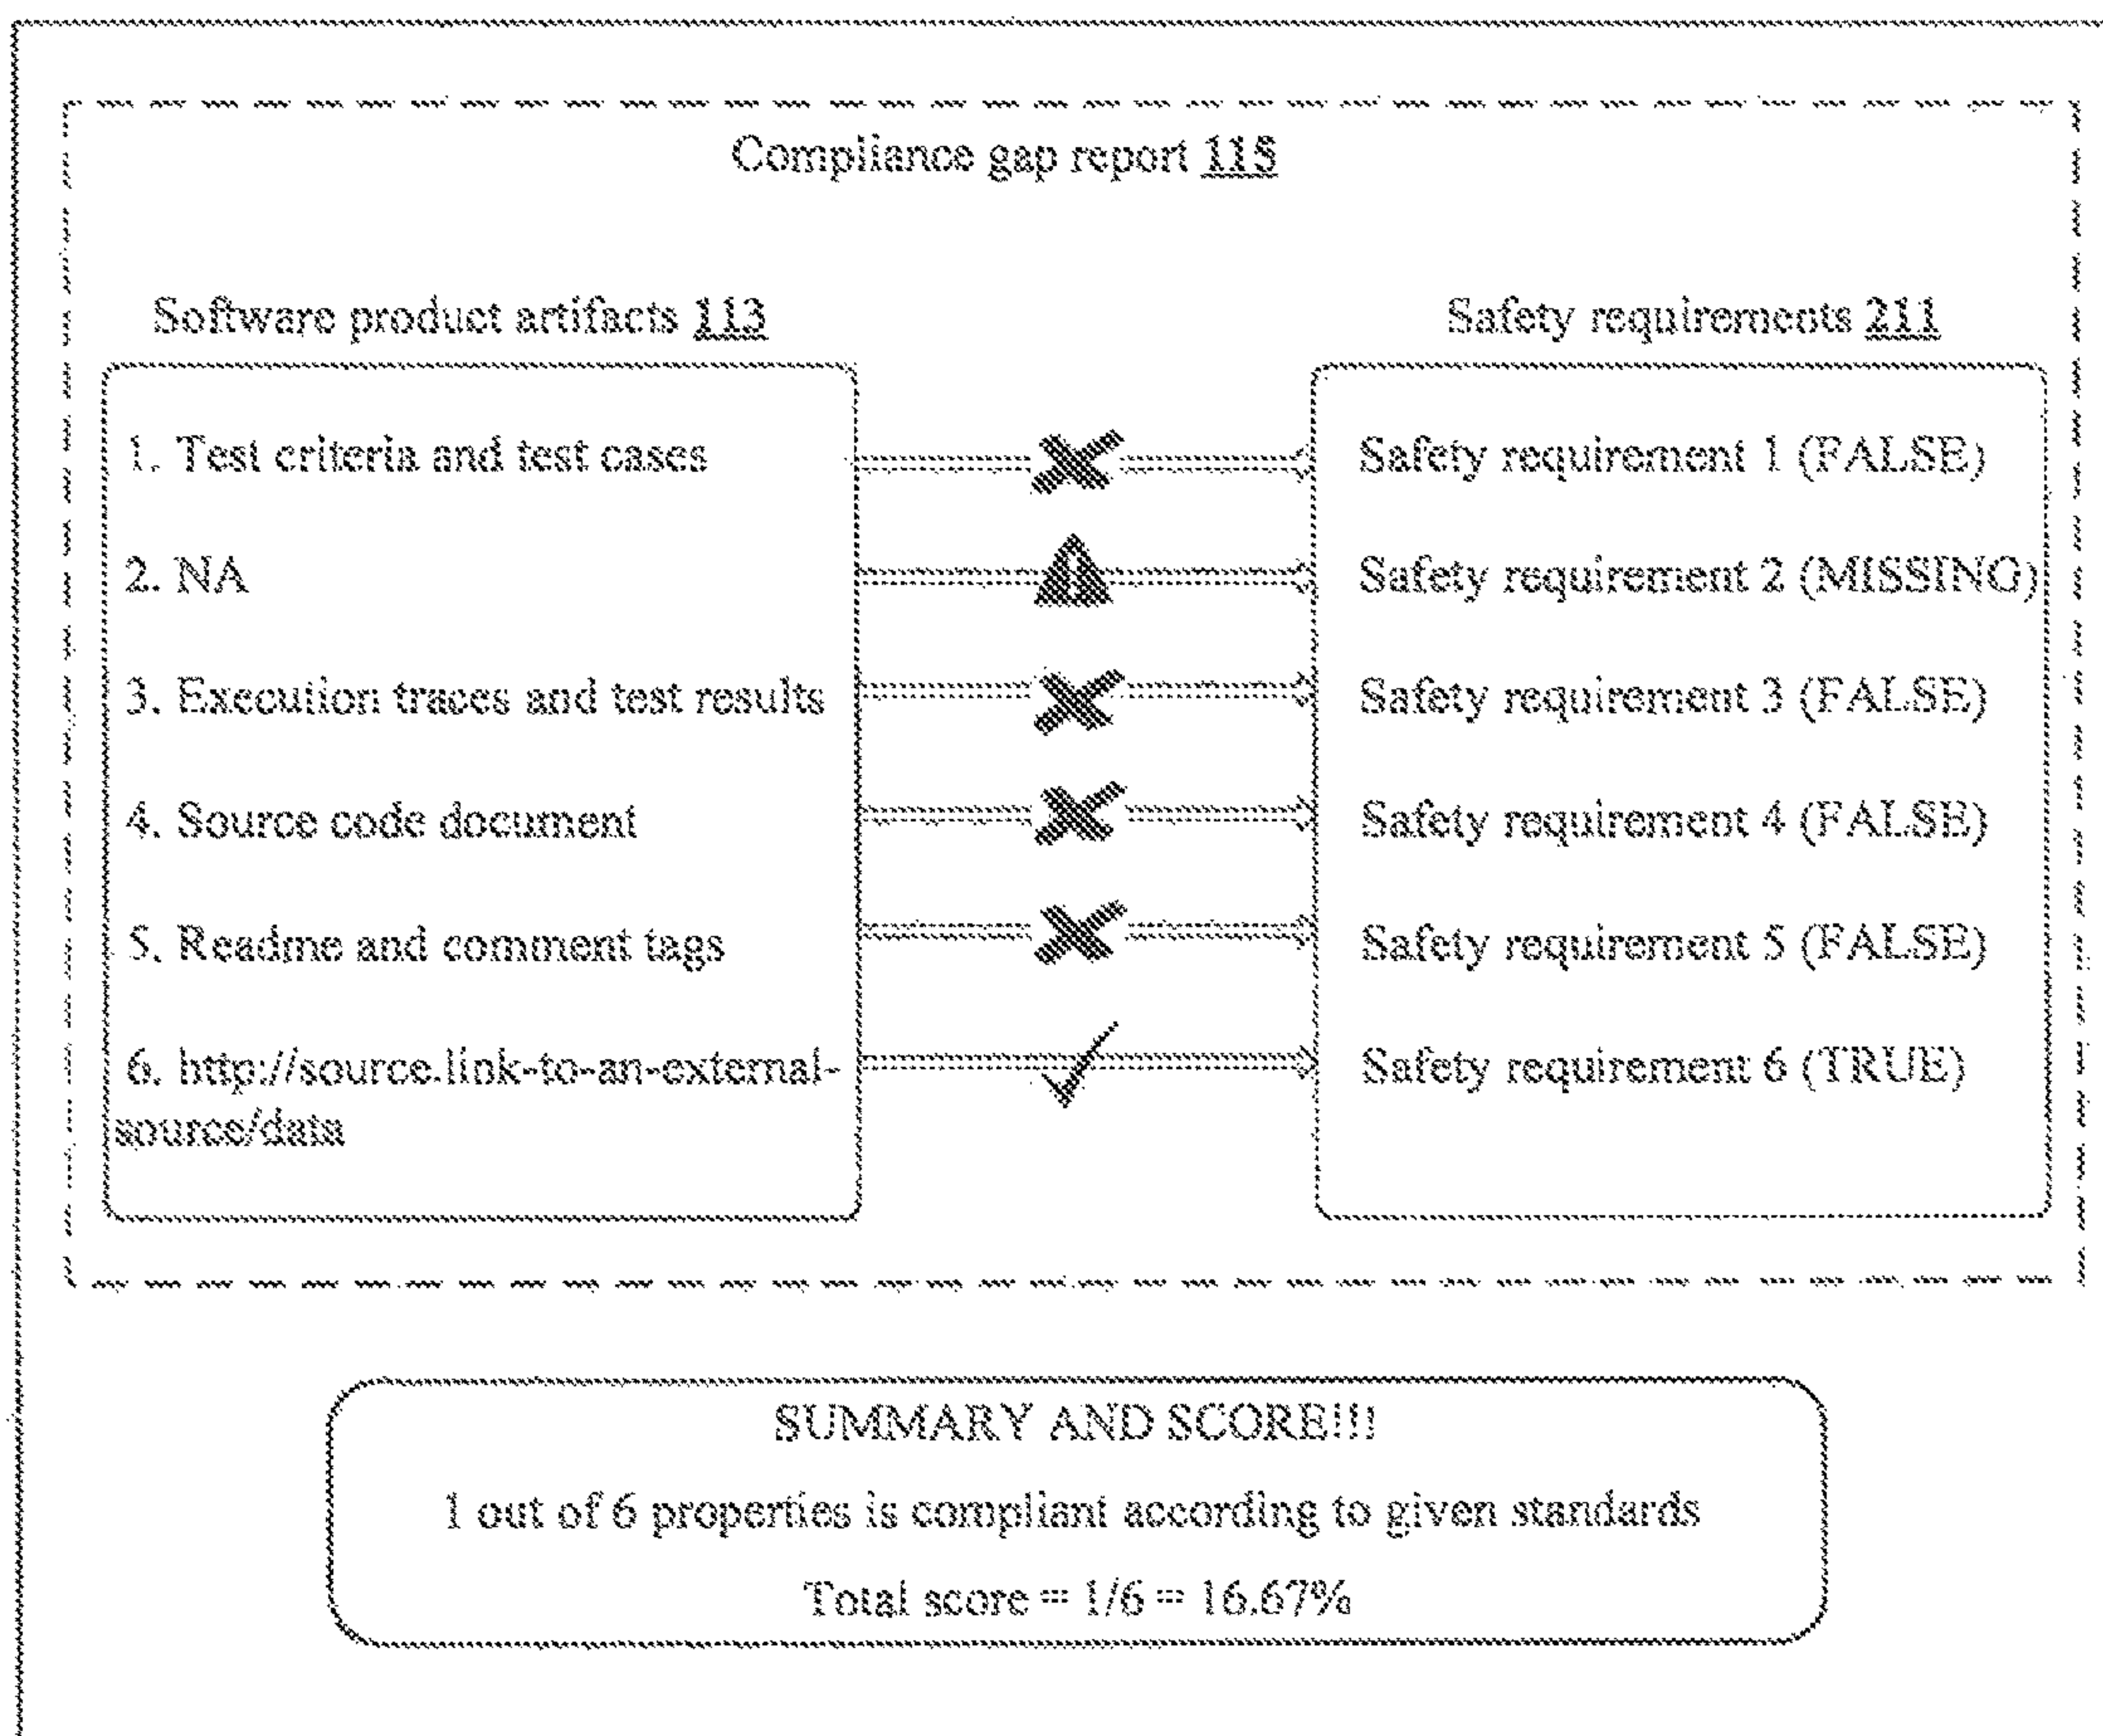 Compliance gap report 115
Software product artifacts 113
Safety requirements 211
1. Test criteria and test cases
Safety requirement 1 (FALSE)
2. NA
Safety requirement 2 (MISSING)
3. Execution traces and test results
Safety requirement 3 (FALSE)
4. Source code document
Safety requirement 4 (FALSE)
5. Readme and comment tags
Safety requirement 5 (FALSE)
6. http://source.link-to-an-external-
source/data
Safety requirement 6 (TRUE)
SUMMARY AND SCORE!!!
1 out of 6 properties is compliant according to given standards
Total score = 1/6 = 16.67%